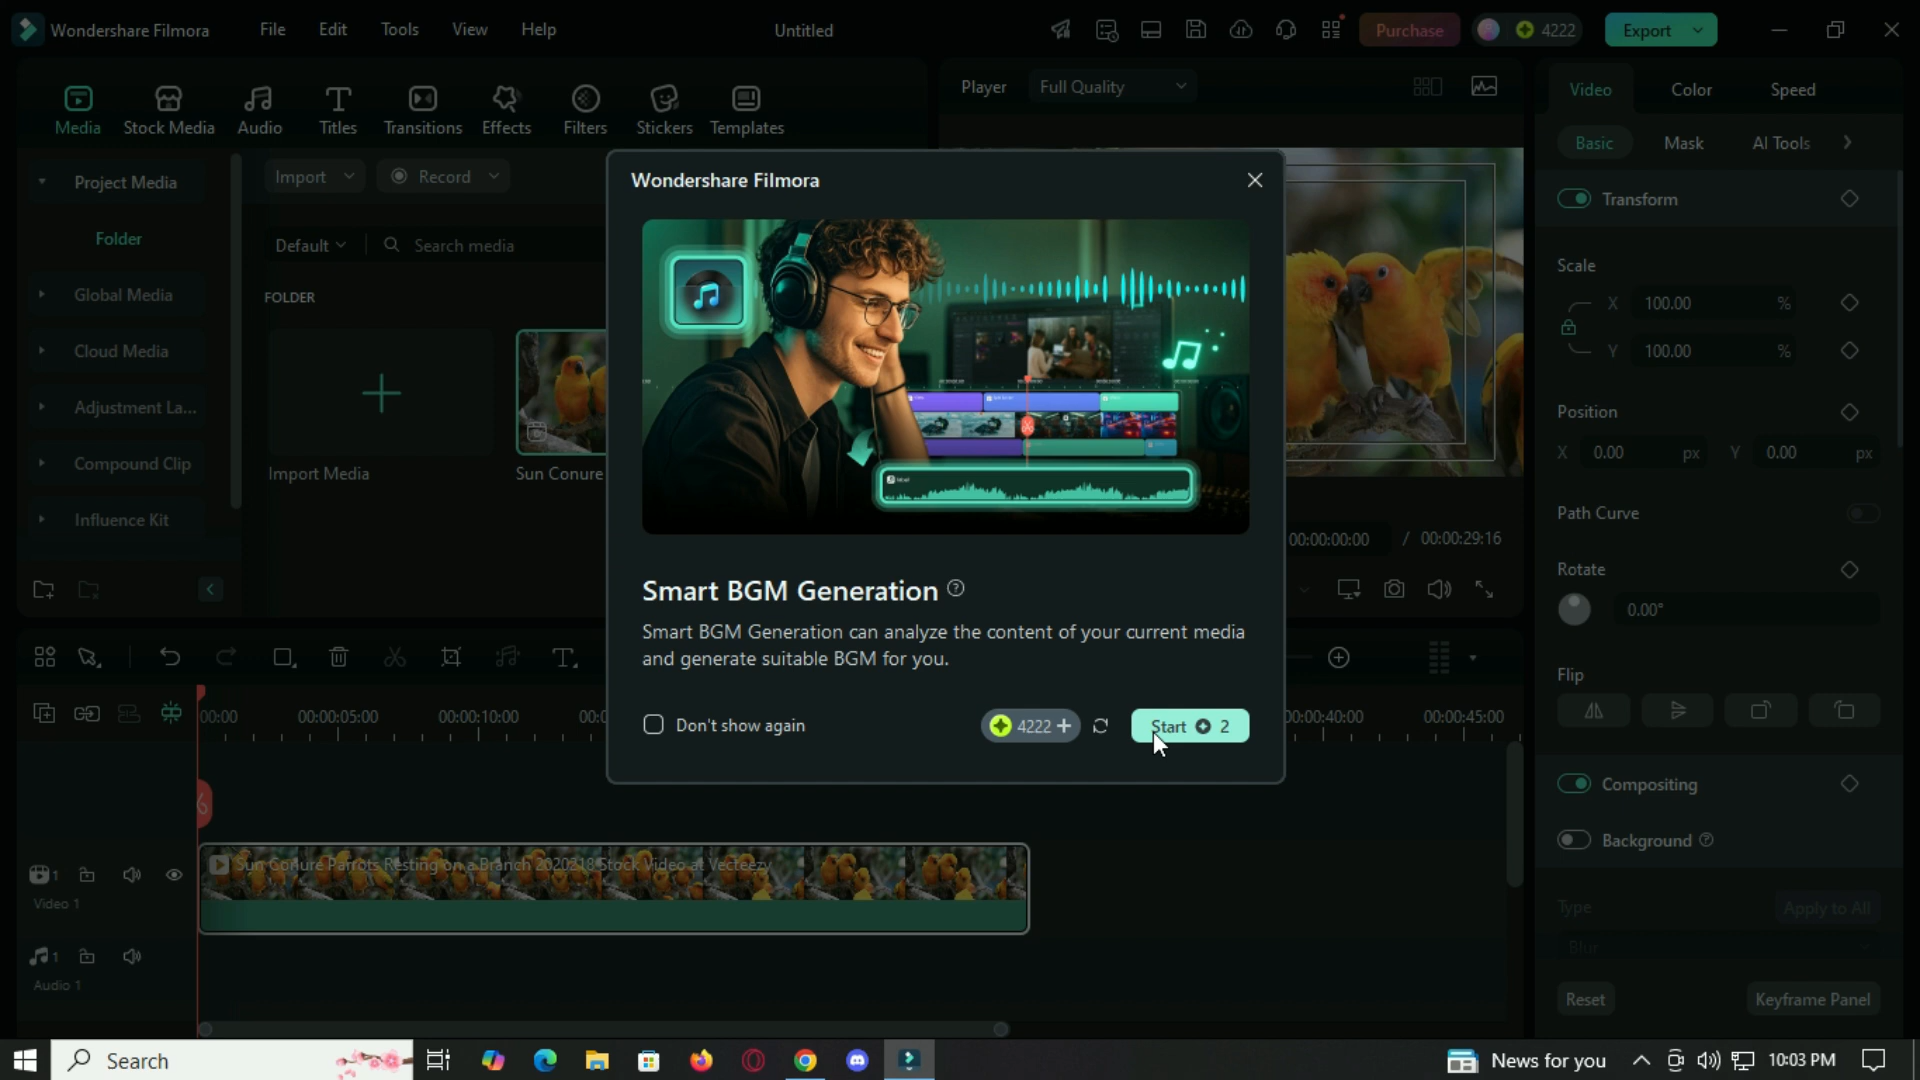 Wondershare Filmora File Edit Tools View Help Untitled Purchase 4222 Export
Media Stock Media Audio Titles Transitions Effects Filters Stickers Templates
Player Full Quality
Video Color Speed
Basic Mask AI Tools
Project Media
Folder
Global Media
Cloud Media
Adjustment La...
Compound Clip
Influence Kit
Import Record
Default Search media
FOLDER
Import Media
Sun Conure
Wondershare Filmora
Smart BGM Generation
Smart BGM Generation can analyze the content of your current media
and generate suitable BGM for you.
Don't show again 4222 Start 2
00:00:00:00 / 00:00:29:16
Transform
Scale
X 100.00 %
Y 100.00 %
Position
X 0.00 px Y 0.00 px
Path Curve
Rotate
0.00°
Flip
Compositing
Background
Type Apply to All
Blur
Reset Keyframe Panel
00:00 00:00:05:00 00:00:10:00 00:0 00:00:40:00 00:00:45:00
Sun Conure Parrots Resting on a Branch 2020218 Stock Video at Vecteezy
1
Video 1
1
Audio 1
Search News for you 10:03 PM